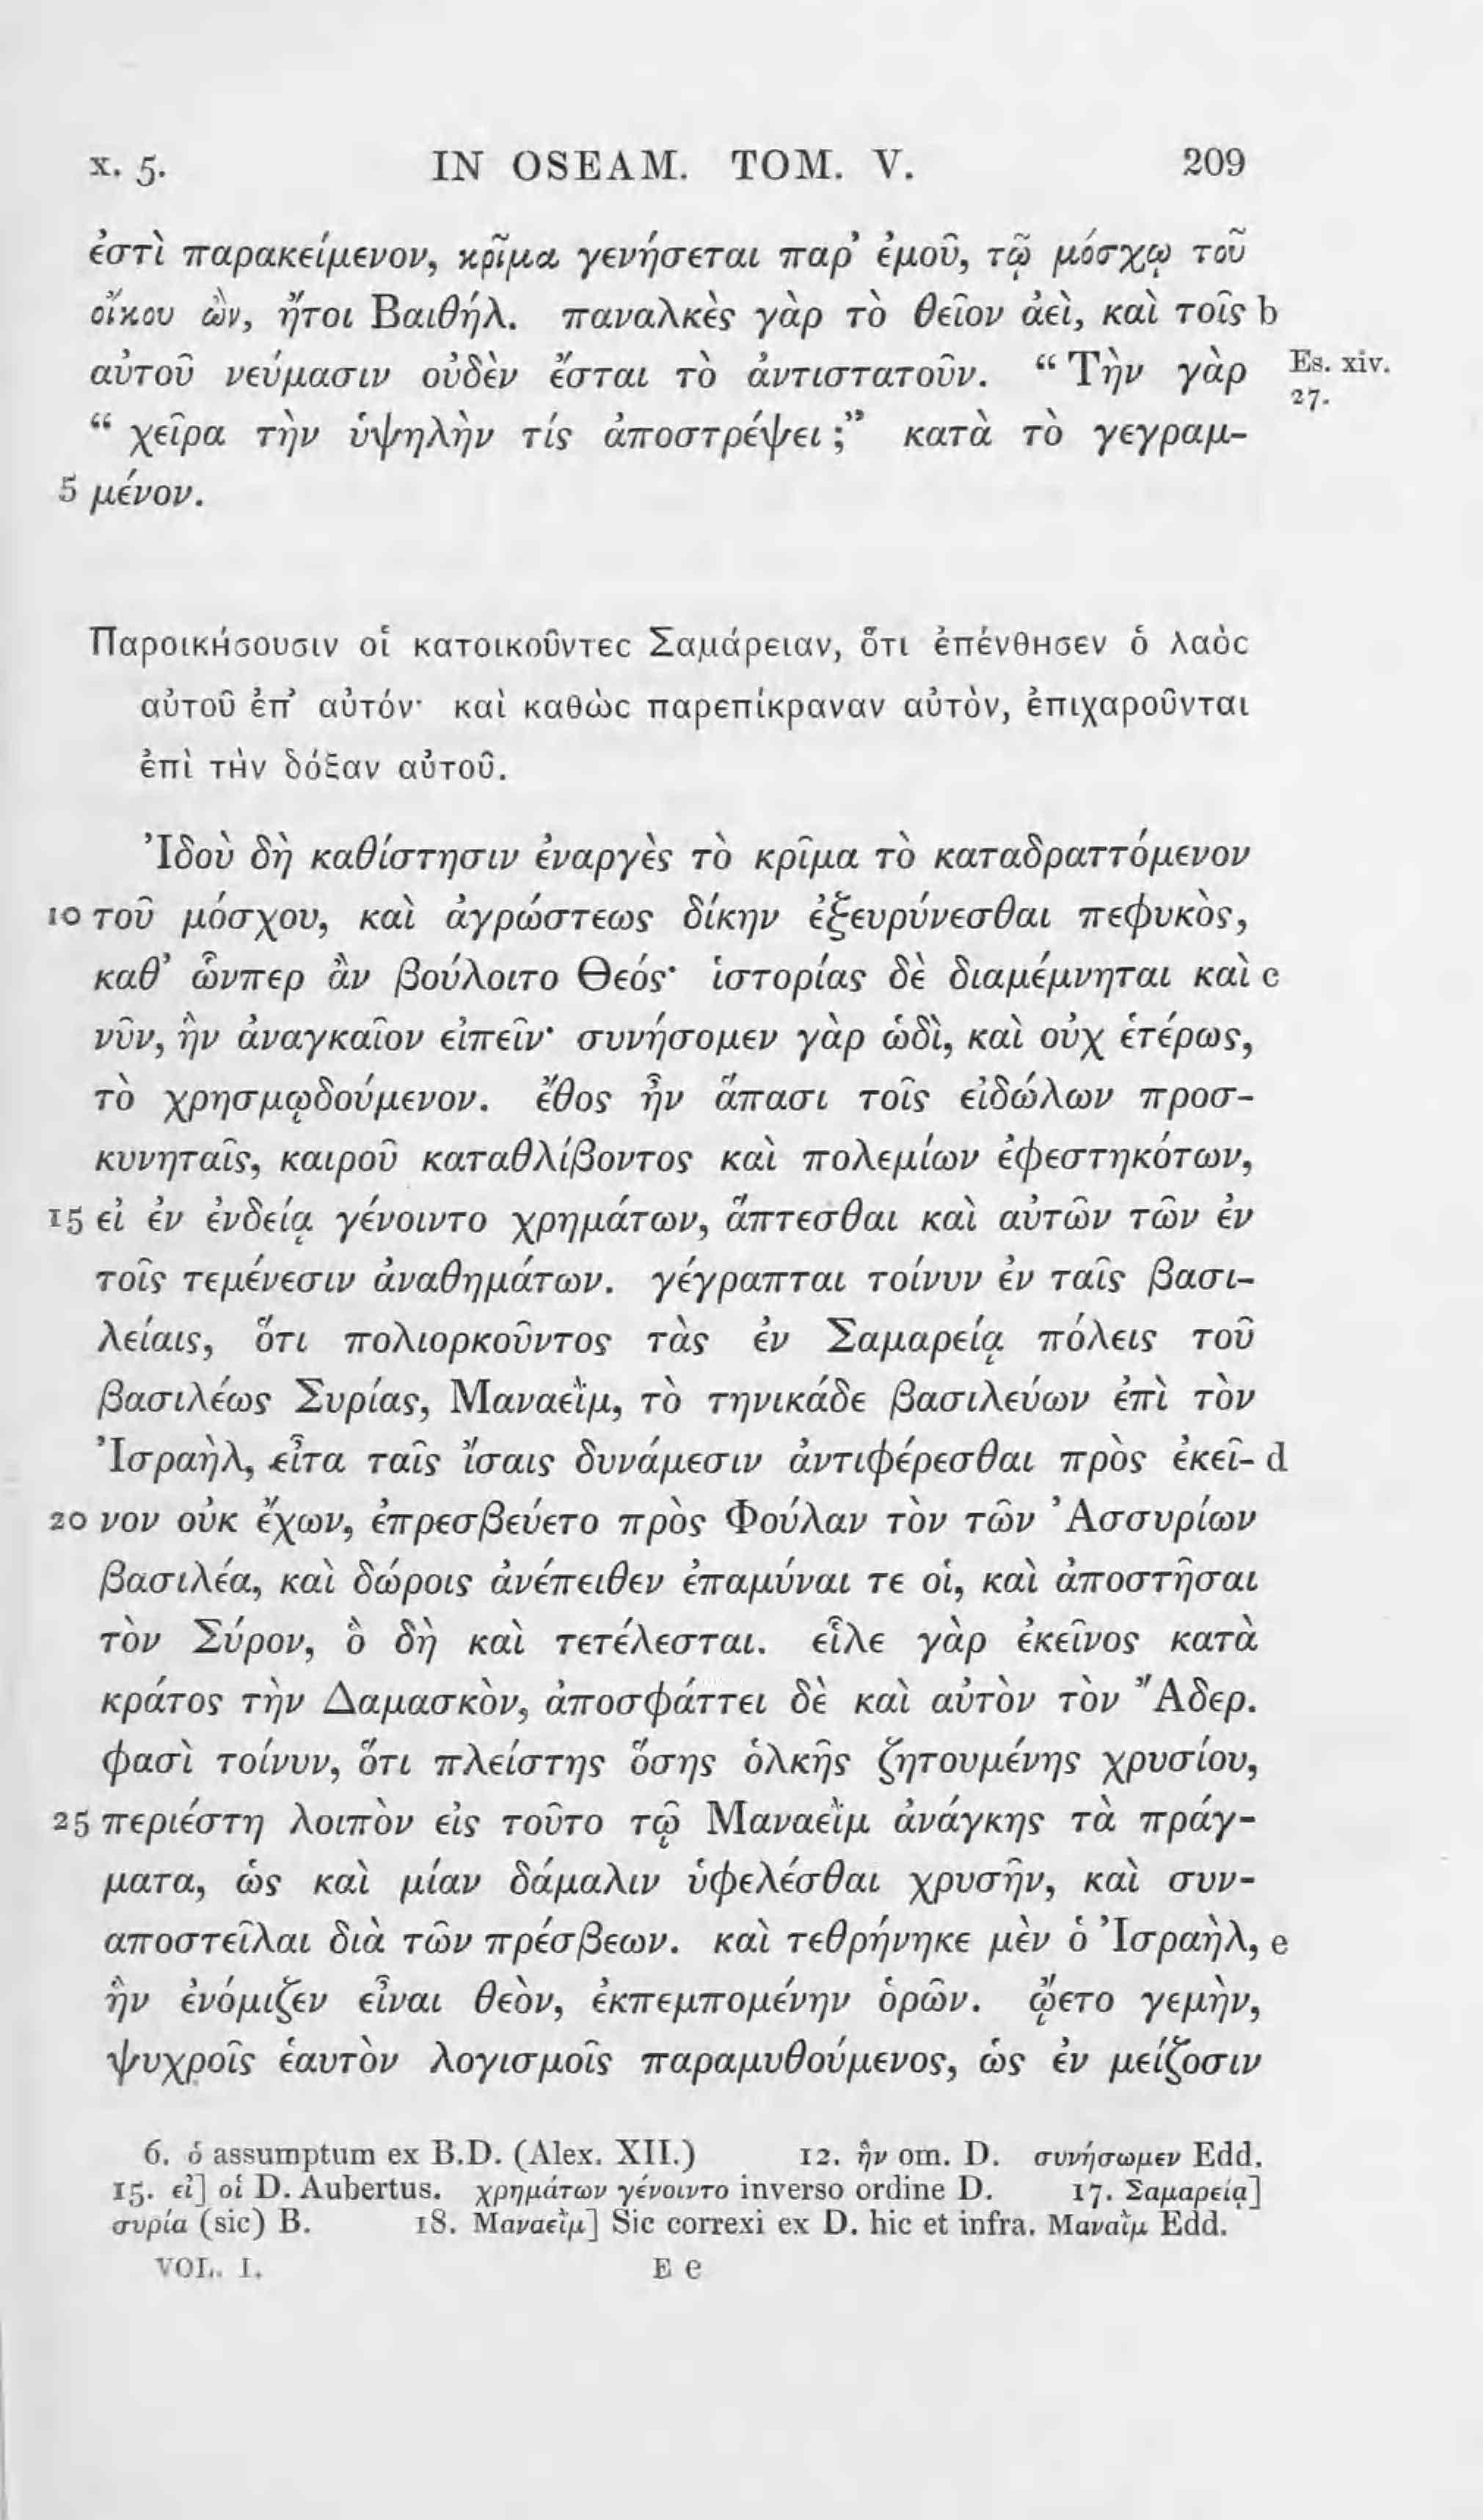 x. 5. IN OSEAM. TOM. V. 209
ἐστὶ παρακείμενον, κρῖμα γενήσεται παρ’ ἐμοῦ, τῷ μόσχῳ τοῦ
οἴκου ὢν, ἤτοι Βαιθήλ. παναλκὲς γὰρ τὸ θεῖον ἀεὶ, καὶ τοῖς b
αὐτοῦ νεύμασιν οὐδὲν ἔσται τὸ ἀντιστατοῦν. “ Τὴν γὰρ Es. xiv.
27.
“ χεῖρα τὴν ὑψηλὴν τίς ἀποστρέψει ;” κατὰ τὸ γεγραμ-
5 μένον.
Παροικήσουσιν οἱ κατοικοῦντες Σαμάρειαν, ὅτι ἐπένθησεν ὁ λαὸς
αὐτοῦ ἐπ’ αὐτόν· καὶ καθὼς παρεπίκραναν αὐτὸν, ἐπιχαροῦνται
ἐπὶ τὴν δόξαν αὐτοῦ.
Ἰδοὺ δὴ καθίστησιν ἐναργὲς τὸ κρῖμα τὸ καταδραττόμενον
10 τοῦ μόσχου, καὶ ἀγρώστεως δίκην ἐξευρύνεσθαι πεφυκὸς,
καθ’ ὧνπερ ἂν βούλοιτο Θεός· ἱστορίας δὲ διαμέμνηται καὶ c
νῦν, ἣν ἀναγκαῖον εἰπεῖν· συνήσομεν γὰρ ὡδὶ, καὶ οὐχ ἑτέρως,
τὸ χρησμῳδούμενον. ἔθος ἦν ἅπασι τοῖς εἰδώλων προσ-
κυνηταῖς, καιροῦ καταθλίβοντος καὶ πολεμίων ἐφεστηκότων,
15 εἰ ἐν ἐνδείᾳ γένοιντο χρημάτων, ἅπτεσθαι καὶ αὐτῶν τῶν ἐν
τοῖς τεμένεσιν ἀναθημάτων. γέγραπται τοίνυν ἐν ταῖς βασι-
λείαις, ὅτι πολιορκοῦντος τὰς ἐν Σαμαρείᾳ πόλεις τοῦ
βασιλέως Συρίας, Μαναεὶμ, τὸ τηνικάδε βασιλεύων ἐπὶ τὸν
Ἰσραὴλ, εἶτα ταῖς ἴσαις δυνάμεσιν ἀντιφέρεσθαι πρὸς ἐκεῖ- d
20 νον οὐκ ἔχων, ἐπρεσβεύετο πρὸς Φούλαν τὸν τῶν Ἀσσυρίων
βασιλέα, καὶ δώροις ἀνέπειθεν ἐπαμύναι τε οἱ, καὶ ἀποστῆσαι
τὸν Σύρον, ὃ δὴ καὶ τετέλεσται. εἷλε γὰρ ἐκεῖνος κατὰ
κράτος τὴν Δαμασκὸν, ἀποσφάττει δὲ καὶ αὐτὸν τὸν Ἄδερ.
φασὶ τοίνυν, ὅτι πλείστης ὅσης ὁλκῆς ζητουμένης χρυσίου,
25 περιέστη λοιπὸν εἰς τοῦτο τῷ Μαναεὶμ ἀνάγκης τὰ πράγ-
ματα, ὡς καὶ μίαν δάμαλιν ὑφελέσθαι χρυσῆν, καὶ συν-
αποστεῖλαι διὰ τῶν πρέσβεων. καὶ τεθρήνηκε μὲν ὁ Ἰσραὴλ, e
ἣν ἐνόμιζεν εἶναι θεὸν, ἐκπεμπομένην ὁρῶν. ᾤετο γεμὴν,
ψυχροῖς ἑαυτὸν λογισμοῖς παραμυθούμενος, ὡς ἐν μείζοσιν
6. ὁ assumptum ex B.D. (Alex. XII.) 12. ἣν om. D. συνήσωμεν Edd.
15. εἰ] οἱ D. Aubertus. χρημάτων γένοιντο inverso ordine D. 17. Σαμαρείᾳ]
συρία (sic) B. 18. Μαναεὶμ] Sic correxi ex D. hic et infra. Μαναῒμ Edd.
VOL. I. E e